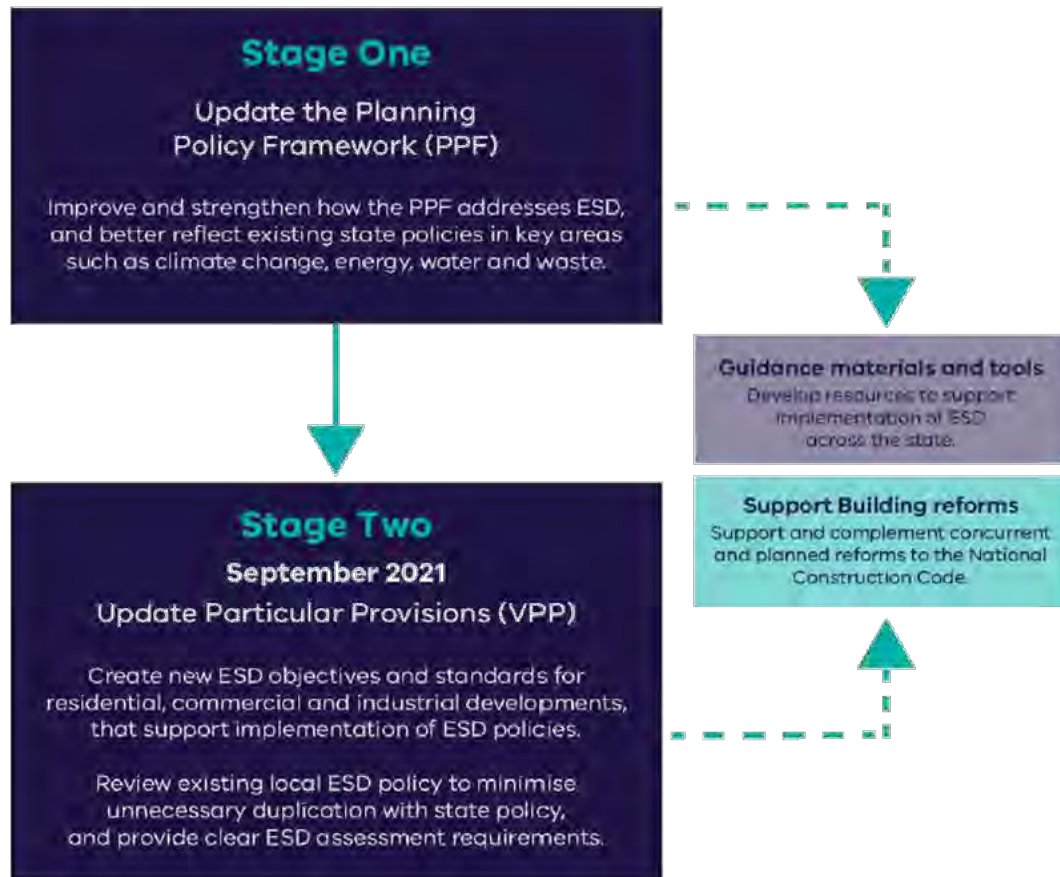 Stage One
Update the Planning
Policy Framework (PPF)
Improve and strengthen how the PPF addresses ESD,
and better reflect existing state policies in key areas
such as climate change, energy, water and waste.
Guidance materials and tools
Develop resources to support
implementation of ESD
across the state.
Support Building reforms
Support and complement concurrent
and planned reforms to the National
Construction Code.
Stage Two
September 2021
Update Particular Provisions (VPP)
Create new ESD objectives and standards for
residential, commercial and industrial developments,
that support implementation of ESD policies.
Review existing local ESD policy to minimise
unnecessary duplication with state policy,
and provide clear ESD assessment requirements.